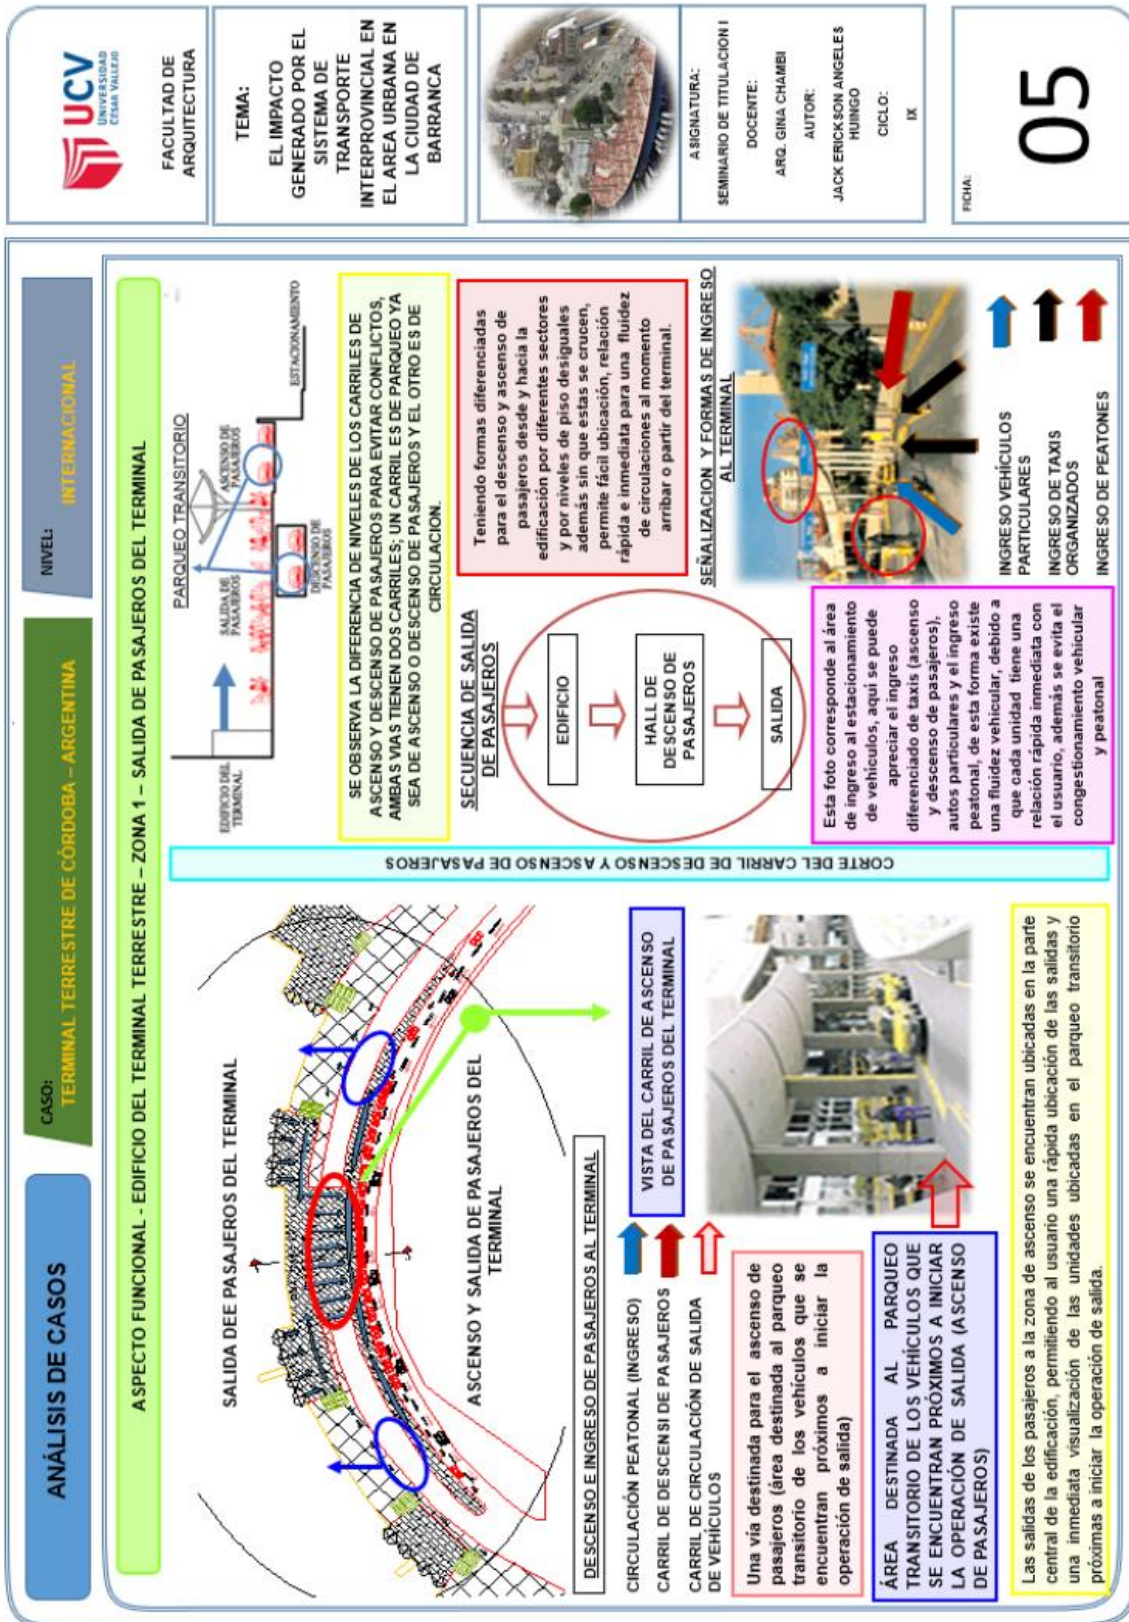 ANÁLISIS DE CASOS
CASO:
TERMINAL TERRESTRE DE CÓRDOBA – ARGENTINA
NIVEL:
INTERNACIONAL
ASPECTO FUNCIONAL - EDIFICIO DEL TERMINAL TERRESTRE – ZONA 1 – SALIDA DE PASAJEROS DEL TERMINAL
SALIDA DE PASAJEROS DEL TERMINAL
ASCENSO Y SALIDA DE PASAJEROS DEL
TERMINAL
DESCENSO E INGRESO DE PASAJEROS AL TERMINAL
CIRCULACIÓN PEATONAL (INGRESO)
CARRIL DE DESCENSI DE PASAJEROS
CARRIL DE CIRCULACIÓN DE SALIDA
DE VEHÍCULOS
VISTA DEL CARRIL DE ASCENSO
DE PASAJEROS DEL TERMINAL
Una vía destinada para el ascenso de
pasajeros (área destinada al parqueo
transitorio de los vehículos que se
encuentran próximos a iniciar la
operación de salida)
ÁREA DESTINADA AL PARQUEO
TRANSITORIO DE LOS VEHÍCULOS QUE
SE ENCUENTRAN PRÓXIMOS A INICIAR
LA OPERACIÓN DE SALIDA (ASCENSO
DE PASAJEROS)
Las salidas de los pasajeros a la zona de ascenso se encuentran ubicadas en la parte
central de la edificación, permitiendo al usuario una rápida ubicación de las salidas y
una inmediata visualización de las unidades ubicadas en el parqueo transitorio
próximas a iniciar la operación de salida.
CORTE DEL CARRIL DE DESCENSO Y ASCENSO DE PASAJEROS
EDIFICIO DEL
TERMINAL
PARQUEO TRANSITORIO
SALIDA DE
PASAJEROS
ASCENSO DE
PASAJEROS
DESCENSO DE
PASAJEROS
ESTACIONAMIENTO
SE OBSERVA LA DIFERENCIA DE NIVELES DE LOS CARRILES DE
ASCENSO Y DESCENSO DE PASAJEROS PARA EVITAR CONFLICTOS,
AMBAS VIAS TIENEN DOS CARRILES; UN CARRIL ES DE PARQUEO YA
SEA DE ASCENSO O DESCENSO DE PASAJEROS Y EL OTRO ES DE
CIRCULACION.
SECUENCIA DE SALIDA
DE PASAJEROS
EDIFICIO
HALL DE
DESCENSO DE
PASAJEROS
SALIDA
Teniendo formas diferenciadas
para el descenso y ascenso de
pasajeros desde y hacia la
edificación por diferentes sectores
y por niveles de piso desiguales
además sin que estas se crucen,
permite fácil ubicación, relación
rápida e inmediata para una fluidez
de circulaciones al momento
arribar o partir del terminal.
SEÑALIZACION Y FORMAS DE INGRESO
AL TERMINAL
Esta foto corresponde al área
de ingreso al estacionamiento
de vehículos, aquí se puede
apreciar el ingreso
diferenciado de taxis (ascenso
y descenso de pasajeros),
autos particulares y el ingreso
peatonal, de esta forma existe
una fluidez vehicular, debido a
que cada unidad tiene una
relación rápida inmediata con
el usuario, además se evita el
congestionamiento vehicular
y peatonal
INGRESO VEHÍCULOS
PARTICULARES
INGRESO DE TAXIS
ORGANIZADOS
INGRESO DE PEATONES
UCV
UNIVERSIDAD
CÉSAR VALLEJO
FACULTAD DE
ARQUITECTURA
TEMA:
EL IMPACTO
GENERADO POR EL
SISTEMA DE
TRANSPORTE
INTERPROVINCIAL EN
EL AREA URBANA EN
LA CIUDAD DE
BARRANCA
ASIGNATURA:
SEMINARIO DE TITULACION I
DOCENTE:
ARQ. GINA CHAMBI
AUTOR:
JACK ERICKSON ANGELES
HUINGO
CICLO:
IX
FICHA:
05